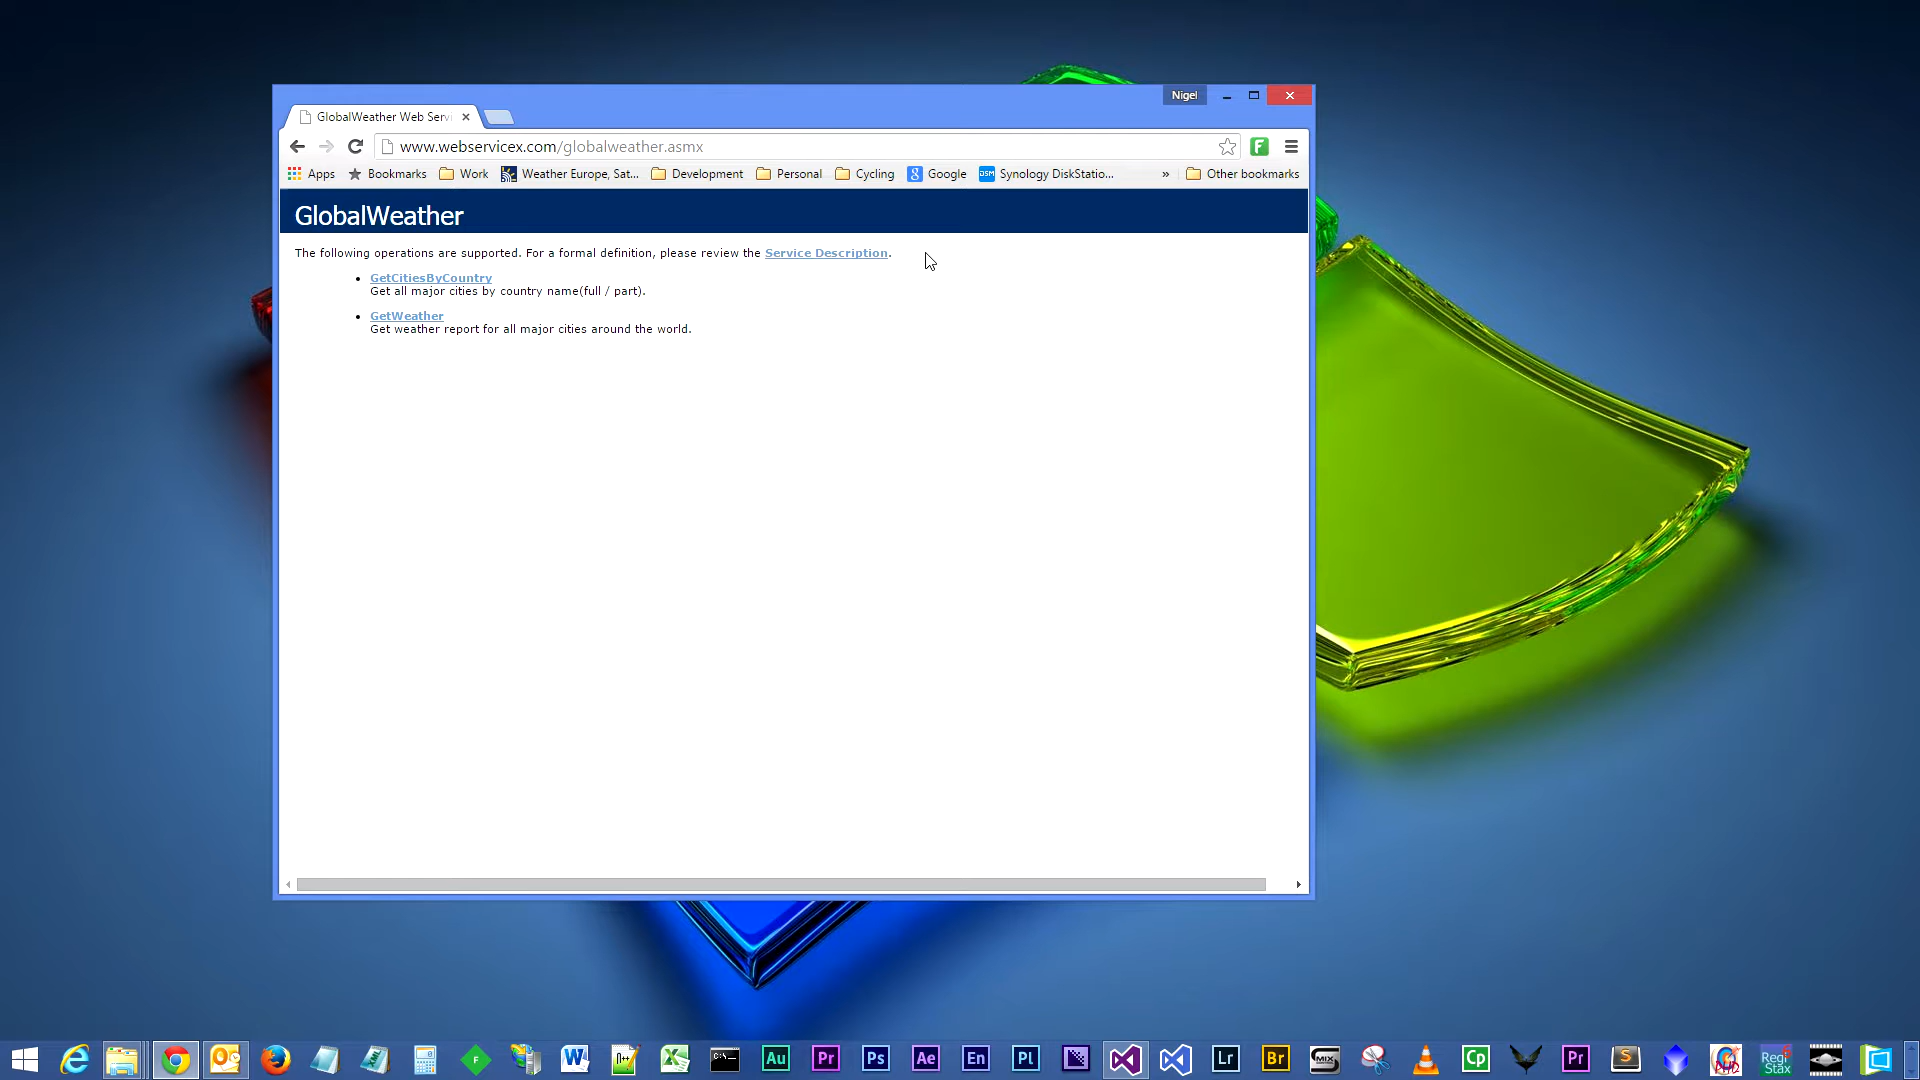 Nigel
GlobalWeather Web Serv
www.webservicex.com/globalweather.asmx
Apps Bookmarks Work Weather Europe, Sat... Development Personal Cycling Google Synology DiskStatio... » Other bookmarks
GlobalWeather
The following operations are supported. For a formal definition, please review the Service Description.
• GetCitiesByCountry
Get all major cities by country name(full / part).
• GetWeather
Get weather report for all major cities around the world.
Au Pr Ps Ae En Pl Lr Br MIX Cp Pr S Regi Stax